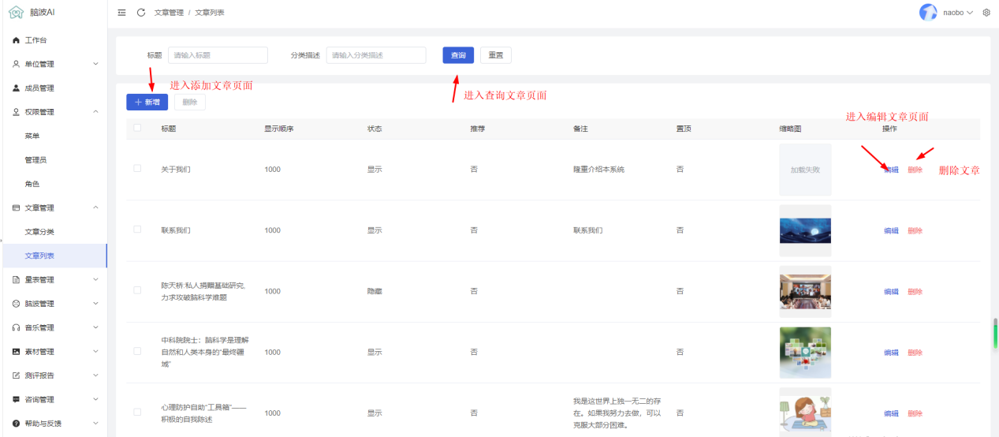 脑波AI
文章管理 / 文章列表
naobo
工作台
单位管理
成员管理
权限管理
菜单
管理员
角色
文章管理
文章分类
文章列表
量表管理
脑波管理
音乐管理
素材管理
测评报告
咨询管理
帮助与反馈
标题 请输入标题 分类描述 请输入分类描述 查询 重置
进入添加文章页面
进入查询文章页面
+ 新增 删除
进入编辑文章页面
标题 显示顺序 状态 推荐 备注 置顶 缩略图 操作
关于我们 1000 显示 否 隆重介绍本系统 否 加载失败 编辑 删除
删除文章
联系我们 1000 显示 否 联系我们 否 编辑 删除
陈天桥:私人捐赠基础研究,
力求攻破脑科学难题
1000 隐藏 否 否 编辑 删除
中科院院士：脑科学是理解
自然和人类本身的“最终疆
域”
1000 显示 否 否 编辑 删除
心理防护自助“工具箱”——
积极的自我陈述
1000 显示 否
我是这世界上独一无二的存
在。如果我努力去做，可以
克服大部分困难。
否 编辑 删除